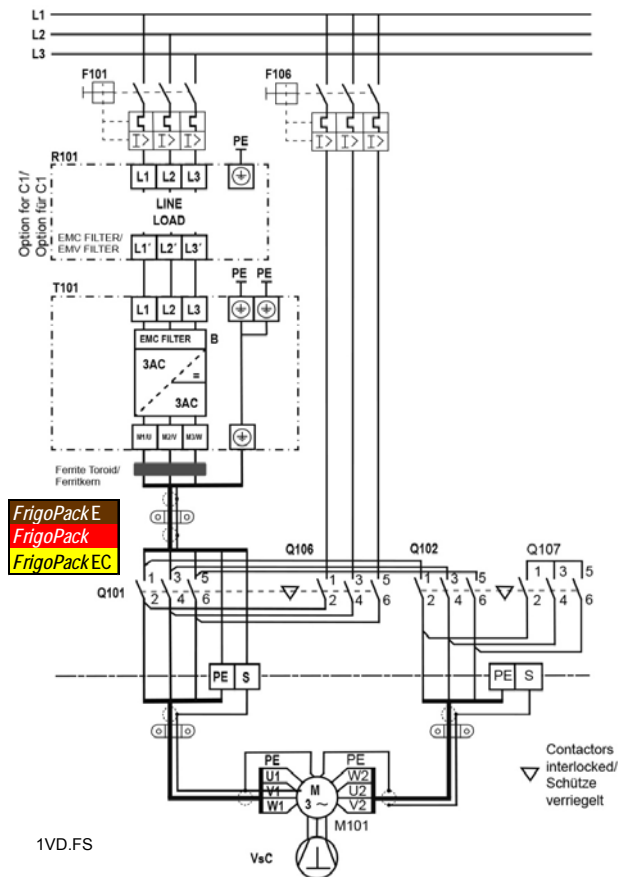 L1
L2
L3
F101
F106
I> I> I>
I> I> I>
PE
R101
L1 L2 L3
LINE
LOAD
Option for C1/
Option für C1
EMC FILTER/
EMV FILTER
L1´ L2´ L3´
PE PE
T101
L1 L2 L3
EMC FILTER B
3AC
=
3AC
M1/U M2/V M3/W
Ferrite Toroid/
Ferritkern
FrigoPack E
FrigoPack
FrigoPack EC
Q106 Q102 Q107
1 3 5 1 3 5 1 3 5 1 3 5
Q101
2 4 6 2 4 6 2 4 6 2 4 6
PE S
PE S
PE PE
U1 W2
V1 M U2
W1 3 ~ V2
M101
Contactors
interlocked/
Schütze
verriegelt
1VD.FS
VsC